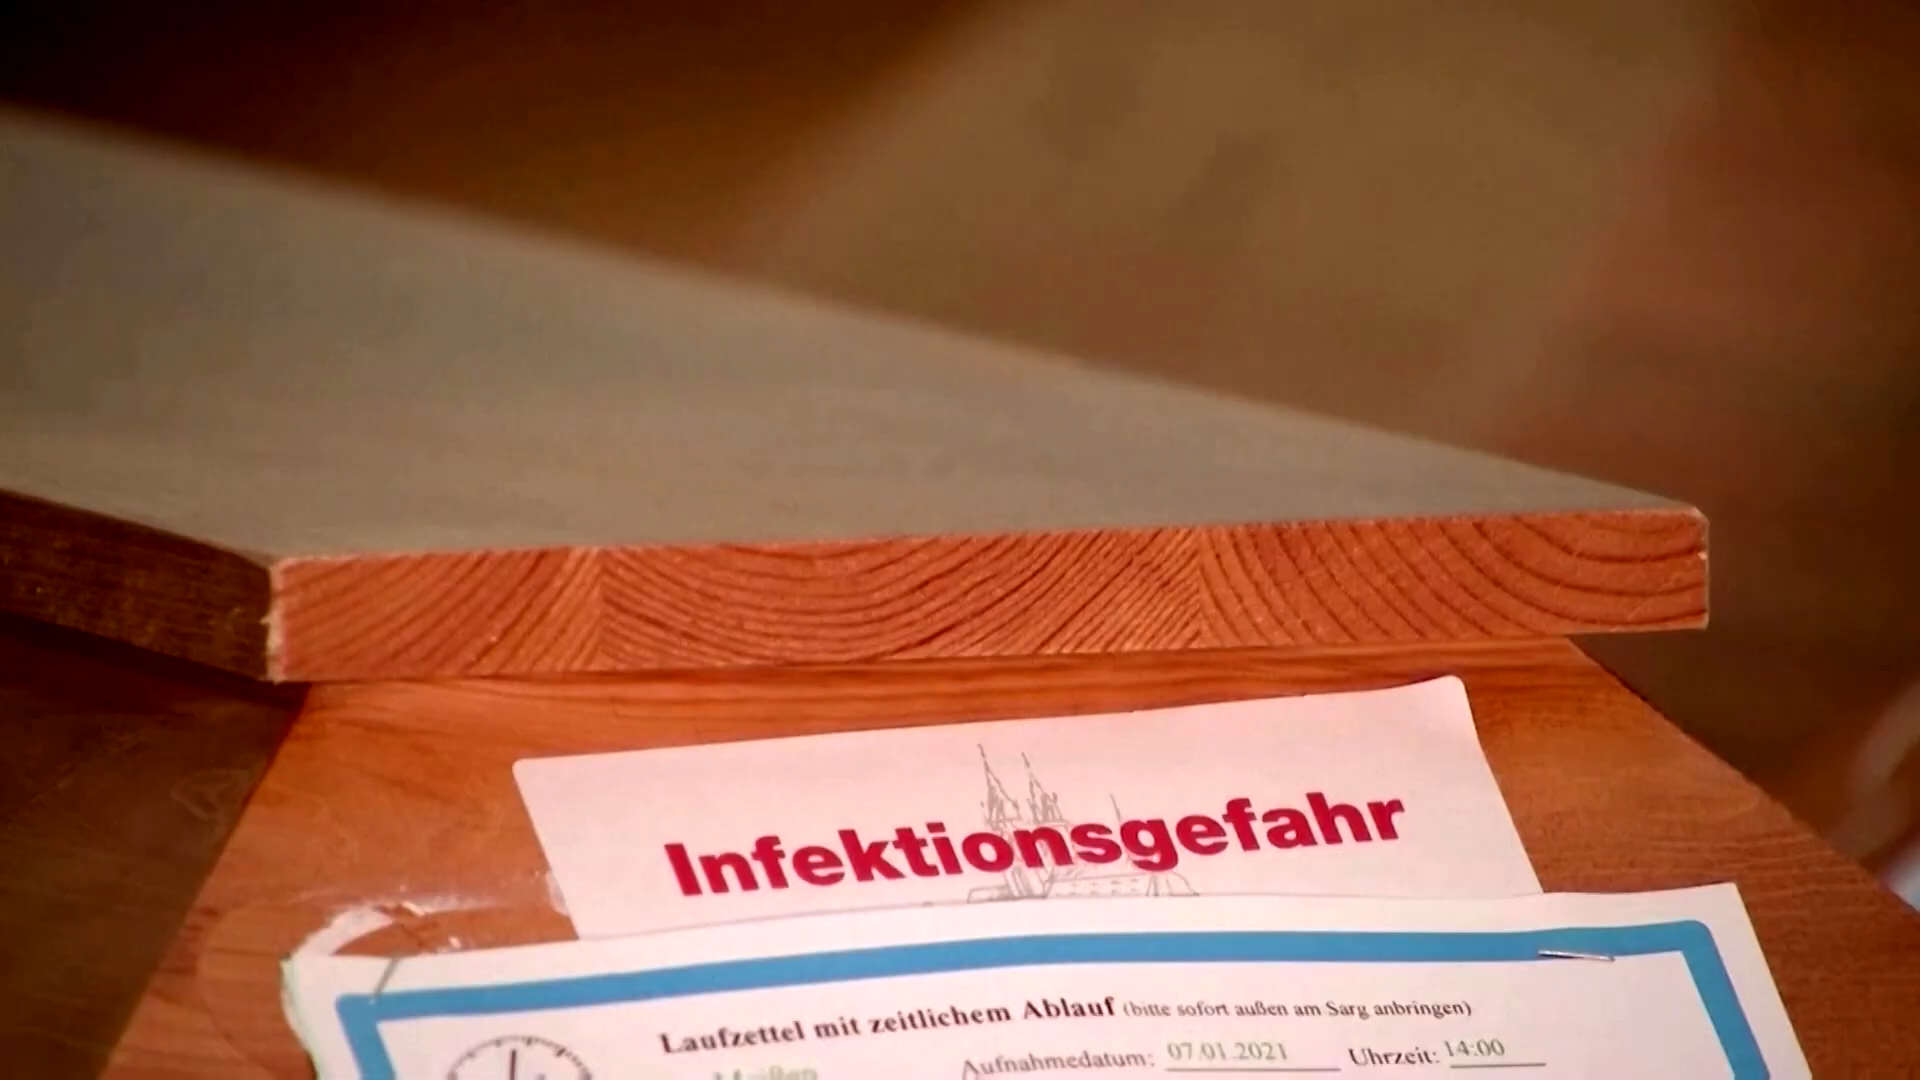 Infektionsgefahr
Laufzettel mit zeitlichem Ablauf (bitte sofort außen am Sarg anbringen)
Aufnahmedatum: 07.01.2021 Uhrzeit: 14:00